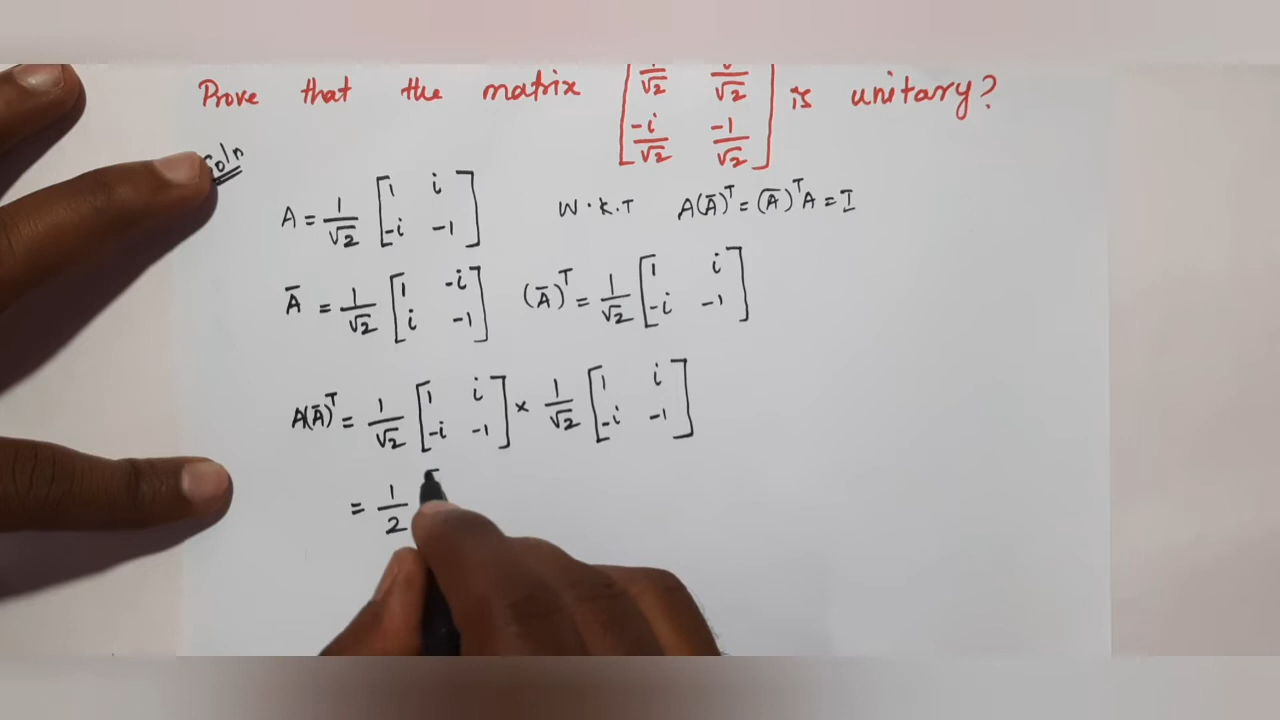 Prove that the matrix [1/√2 i/√2; -i/√2 -1/√2] is unitary?
Soln
A = 1/√2 [1 i; -i -1] W.K.T A(Ā)ᵀ = (Ā)ᵀA = I
Ā = 1/√2 [1 -i; i -1] (Ā)ᵀ = 1/√2 [1 i; -i -1]
A(Ā)ᵀ = 1/√2 [1 i; -i -1] × 1/√2 [1 i; -i -1]
= 1/2 [